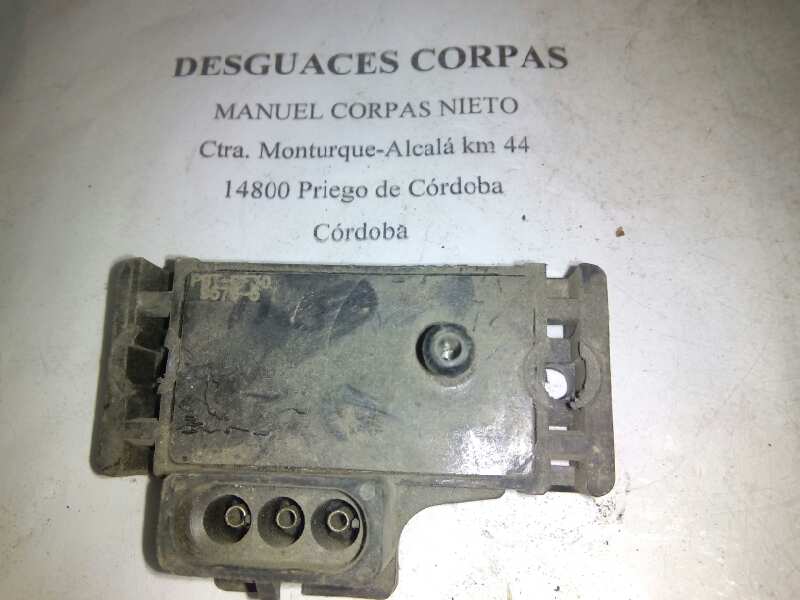 DESGUACES CORPAS
MANUEL CORPAS NIETO
Ctra. Monturque-Alcalá km 44
14800 Priego de Córdoba
Córdoba